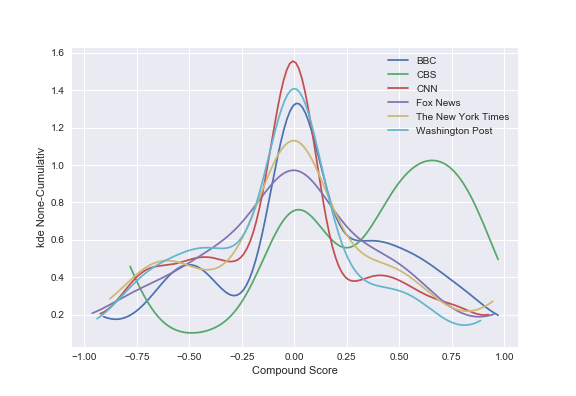 1.6
1.4
1.2
1.0
0.8
0.6
0.4
0.2
kde None-Cumulativ
BBC
CBS
CNN
Fox News
The New York Times
Washington Post
−1.00 −0.75 −0.50 −0.25 0.00 0.25 0.50 0.75 1.00
Compound Score